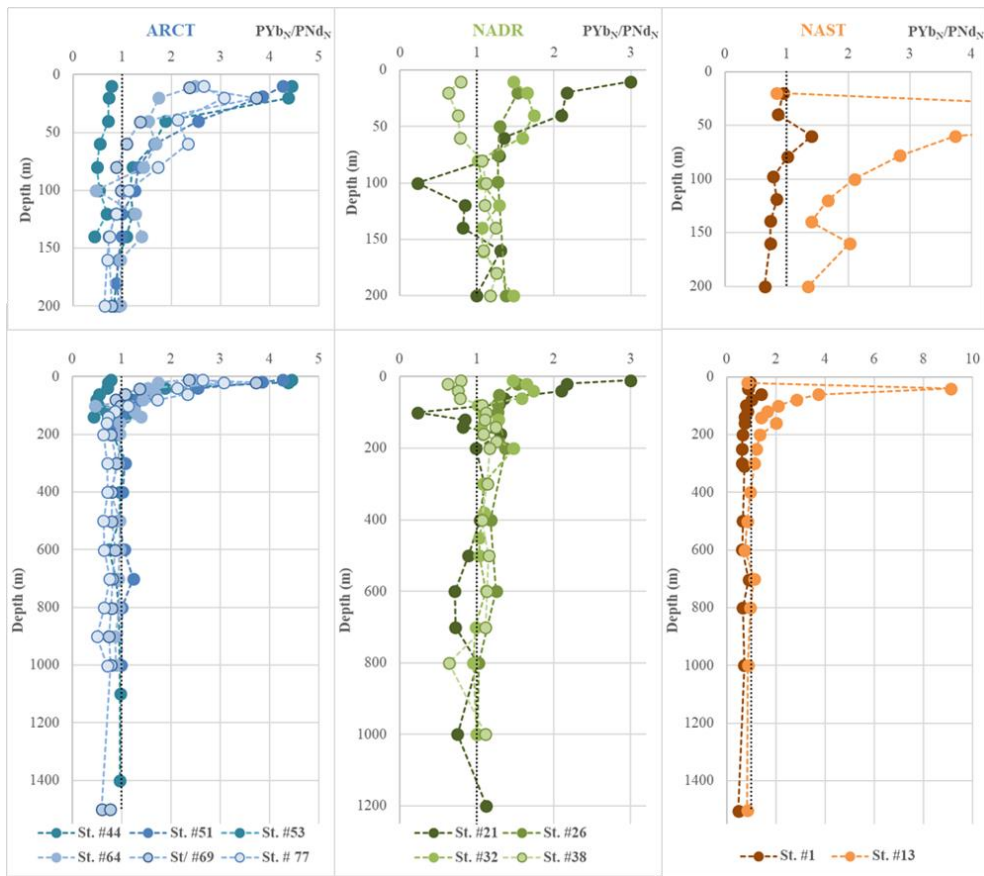 ARCT PYbN/PNdN
0 1 2 3 4 5
0
50
100
150
200
Depth (m)
NADR PYbN/PNdN
0 1 2 3
0
50
100
150
200
Depth (m)
NAST PYbN/PNdN
0 1 2 3 4
0
50
100
150
200
Depth (m)
0 1 2 3 4 5
0
200
400
600
800
1000
1200
1400
Depth (m)
St. #44 St. #51 St. #53
St. #64 St/ #69 St. # 77
0 1 2 3
0
200
400
600
800
1000
1200
Depth (m)
St. #21 St. #26
St. #32 St. #38
0 2 4 6 8 10
0
200
400
600
800
1000
1200
1400
Depth (m)
St. #1 St. #13